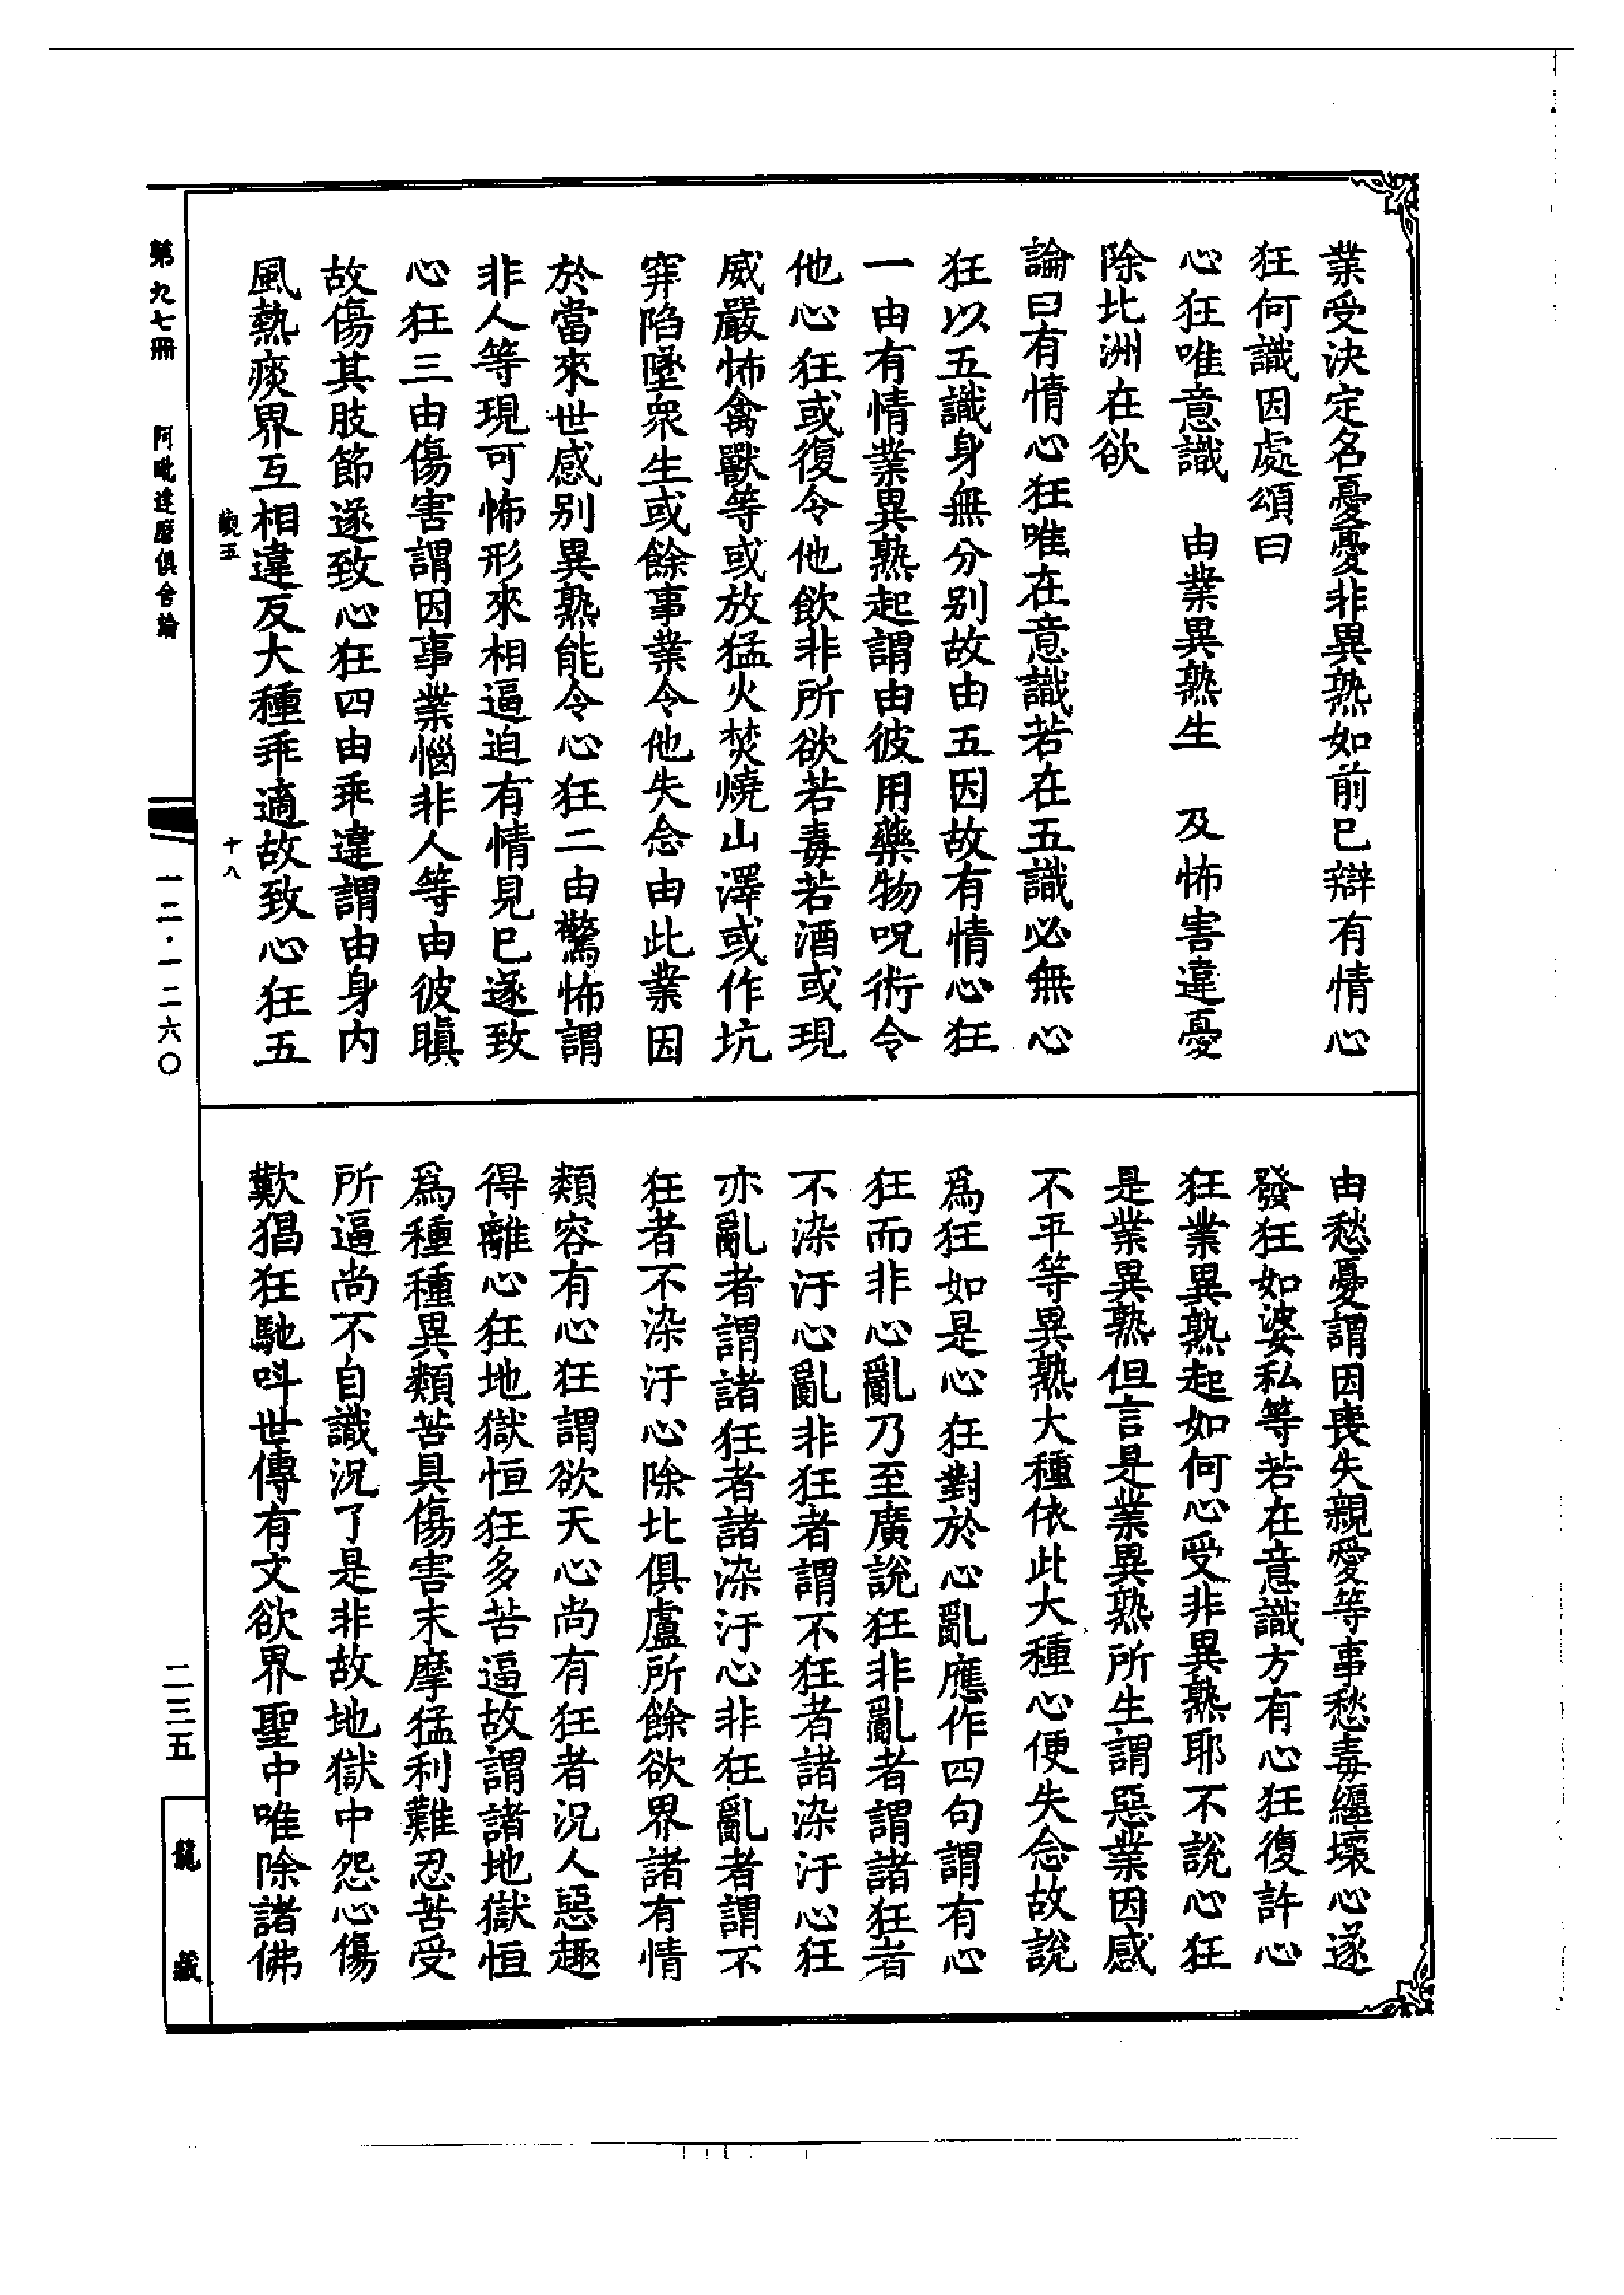 業受決定名憂憂非異熟如前已辯有情心
狂何識因處頌曰
心狂唯意識　由業異熟生　及怖害違憂
除北洲在欲
論曰有情心狂唯在意識若在五識必無心
狂以五識身無分别故由五因故有情心狂
一由有情業異熟起謂由彼用藥物呪術令
他心狂或復令他飲非所欲若毒若酒或現
威嚴怖禽獸等或放猛火焚燒山澤或作坑
穽陷墜衆生或餘事業令他失念由此業因
於當來世感别異熟能令心狂二由驚怖謂
非人等現可怖形來相逼迫有情見已遂致
心狂三由傷害謂因事業惱非人等由彼瞋
故傷其肢節遂致心狂四由乖違謂由身内
風熱痰界互相違反大種乖適故致心狂五
由愁憂謂因喪失親愛等事愁毒纏壞心遂
發狂如婆私等若在意識方有心狂復許心
狂業異熟起如何心受非異熟耶不說心狂
是業異熟但言是業異熟所生謂惡業因感
不平等異熟大種依此大種心便失念故說
爲狂如是心狂對於心亂應作四句謂有心
狂而非心亂乃至廣說狂非亂者謂諸狂者
不染汙心亂非狂者謂不狂者諸染汙心狂
亦亂者謂諸狂者諸染汙心非狂亂者謂不
狂者不染汙心除北俱盧所餘欲界諸有情
類容有心狂謂欲天心尚有狂者況人惡趣
得離心狂地獄恒狂多苦逼故謂諸地獄恒
爲種種異類苦具傷害末摩猛利難忍苦受
所逼尚不自識況了是非故地獄中怨心傷
歎猖狂馳叫世傳有文欲界聖中唯除諸佛
觀五　十八
第九七冊　阿毗達磨俱舍論　一二·一二六〇　二三五　龍藏